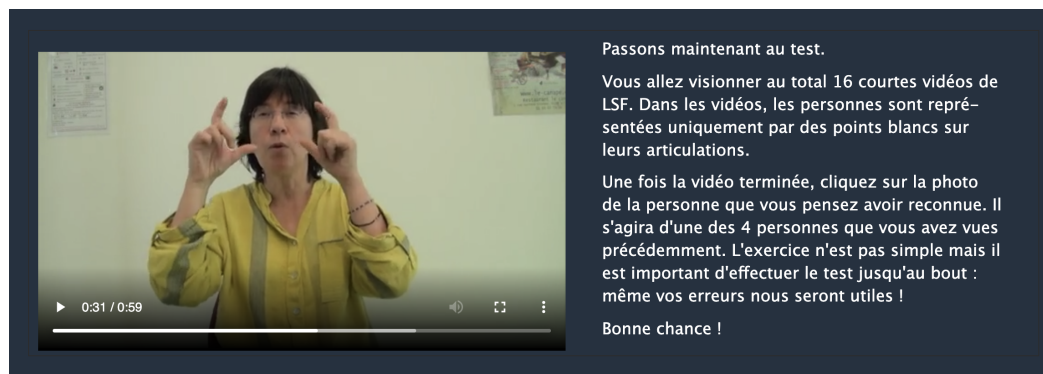 Passons maintenant au test.
Vous allez visionner au total 16 courtes vidéos de
LSF. Dans les vidéos, les personnes sont repré-
sentées uniquement par des points blancs sur
leurs articulations.
Une fois la vidéo terminée, cliquez sur la photo
de la personne que vous pensez avoir reconnue. Il
s'agira d'une des 4 personnes que vous avez vues
précédemment. L'exercice n'est pas simple mais il
est important d'effectuer le test jusqu'au bout :
même vos erreurs nous seront utiles !
Bonne chance !
0:31 / 0:59